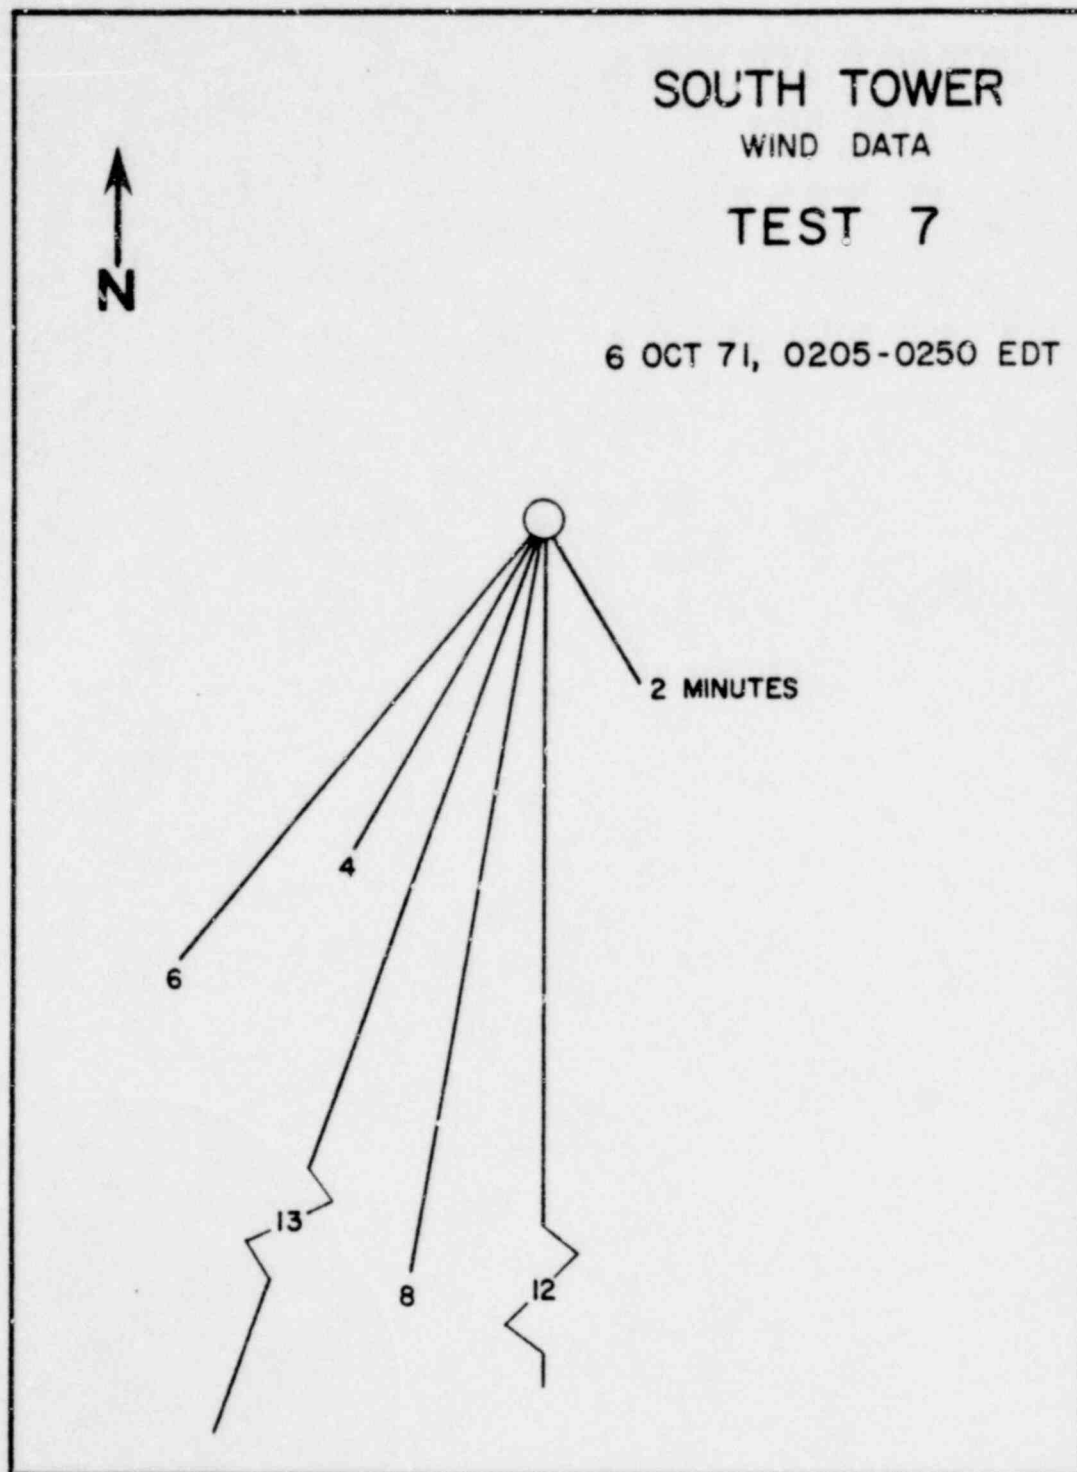 SOUTH TOWER
WIND DATA
TEST 7
N
6 OCT 71, 0205-0250 EDT
2 MINUTES
4
6
13
8
12